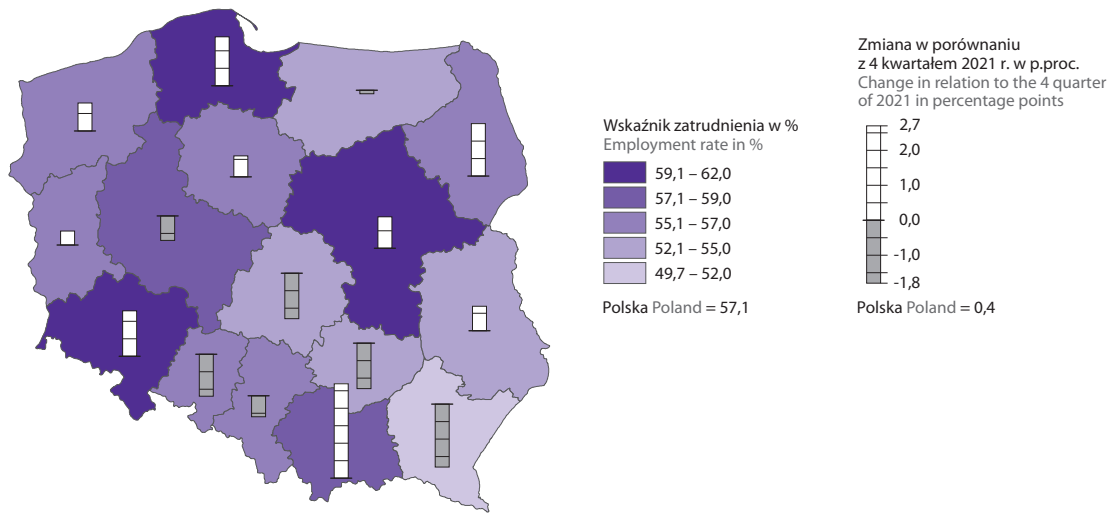 Wskaźnik zatrudnienia w %
Employment rate in %
59,1 – 62,0
57,1 – 59,0
55,1 – 57,0
52,1 – 55,0
49,7 – 52,0
Polska Poland = 57,1
Zmiana w porównaniu
z 4 kwartałem 2021 r. w p.proc.
Change in relation to the 4 quarter
of 2021 in percentage points
2,7
2,0
1,0
0,0
-1,0
-1,8
Polska Poland = 0,4